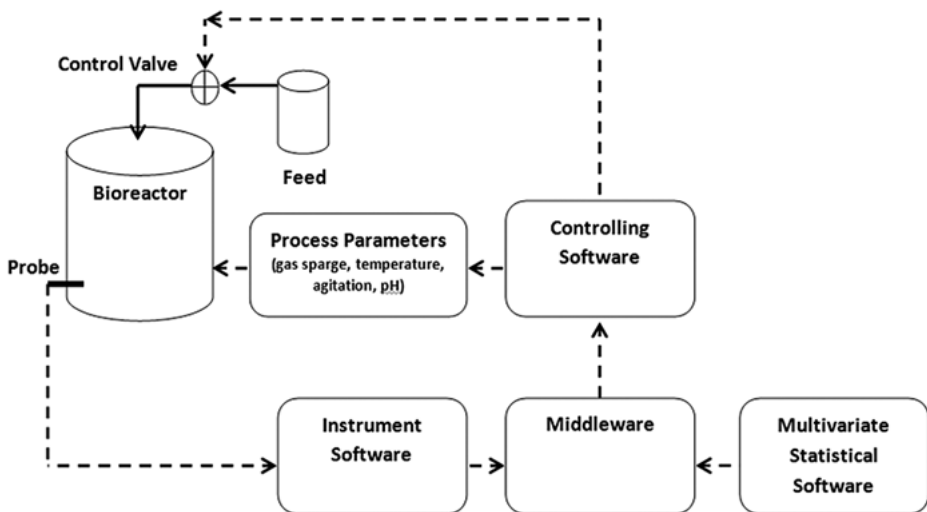 Control Valve
Feed
Bioreactor
Probe
Process Parameters
(gas sparge, temperature,
agitation, pH)
Controlling
Software
Instrument
Software
Middleware
Multivariate
Statistical
Software